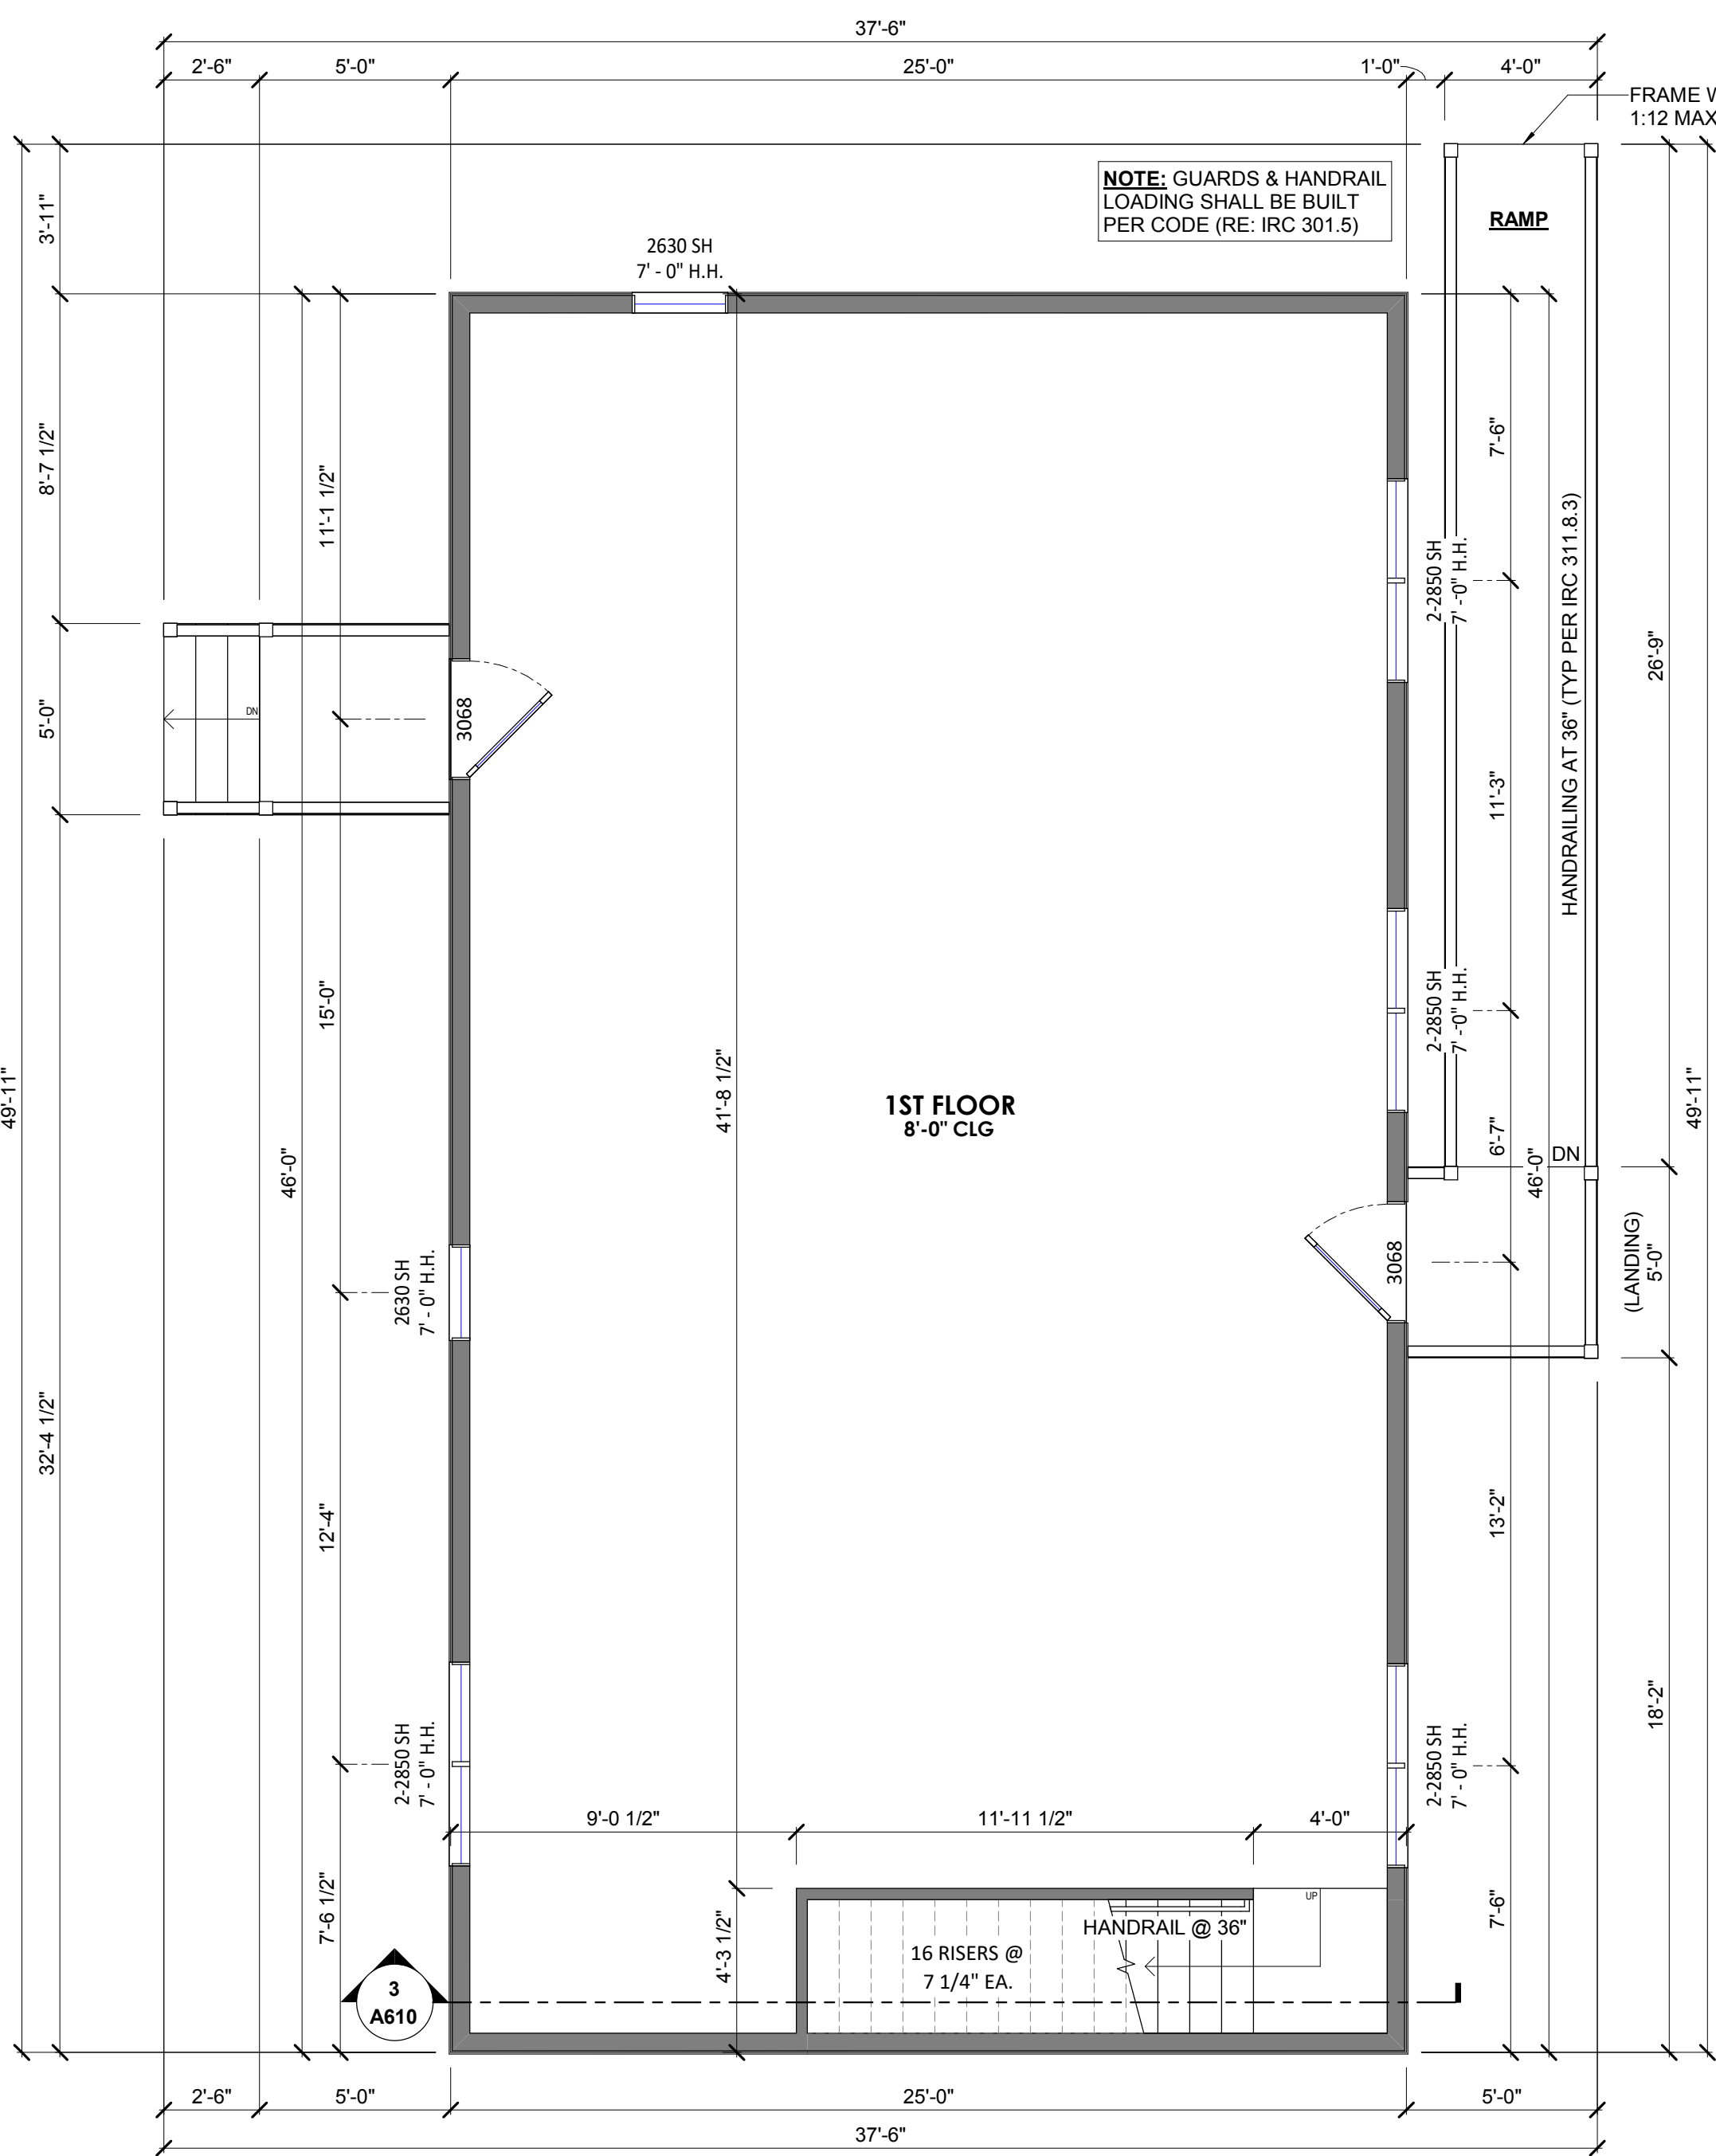 37'-6"
2'-6"
5'-0"
25'-0"
1'-0"
4'-0"
FRAME W
1:12 MAX
NOTE: GUARDS & HANDRAIL
LOADING SHALL BE BUILT
PER CODE (RE: IRC 301.5)
RAMP
3'-11"
2630 SH
7' - 0" H.H.
8'-7 1/2"
11'-1 1/2"
7'-6"
2-2850 SH
7' - 0" H.H.
HANDRAILING AT 36" (TYP PER IRC 311.8.3)
26'-9"
5'-0"
DN
3068
11'-3"
15'-0"
2-2850 SH
7' - 0" H.H.
49'-11"
41'-8 1/2"
1ST FLOOR
8'-0" CLG
49'-11"
46'-0"
6'-7"
46'-0"
DN
2630 SH
7' - 0" H.H.
3068
(LANDING)
5'-0"
32'-4 1/2"
12'-4"
13'-2"
18'-2"
2-2850 SH
7' - 0" H.H.
2-2850 SH
7' - 0" H.H.
9'-0 1/2"
11'-11 1/2"
4'-0"
7'-6 1/2"
4'-3 1/2"
UP
HANDRAIL @ 36"
16 RISERS @
7 1/4" EA.
7'-6"
3
A610
2'-6"
5'-0"
25'-0"
5'-0"
37'-6"